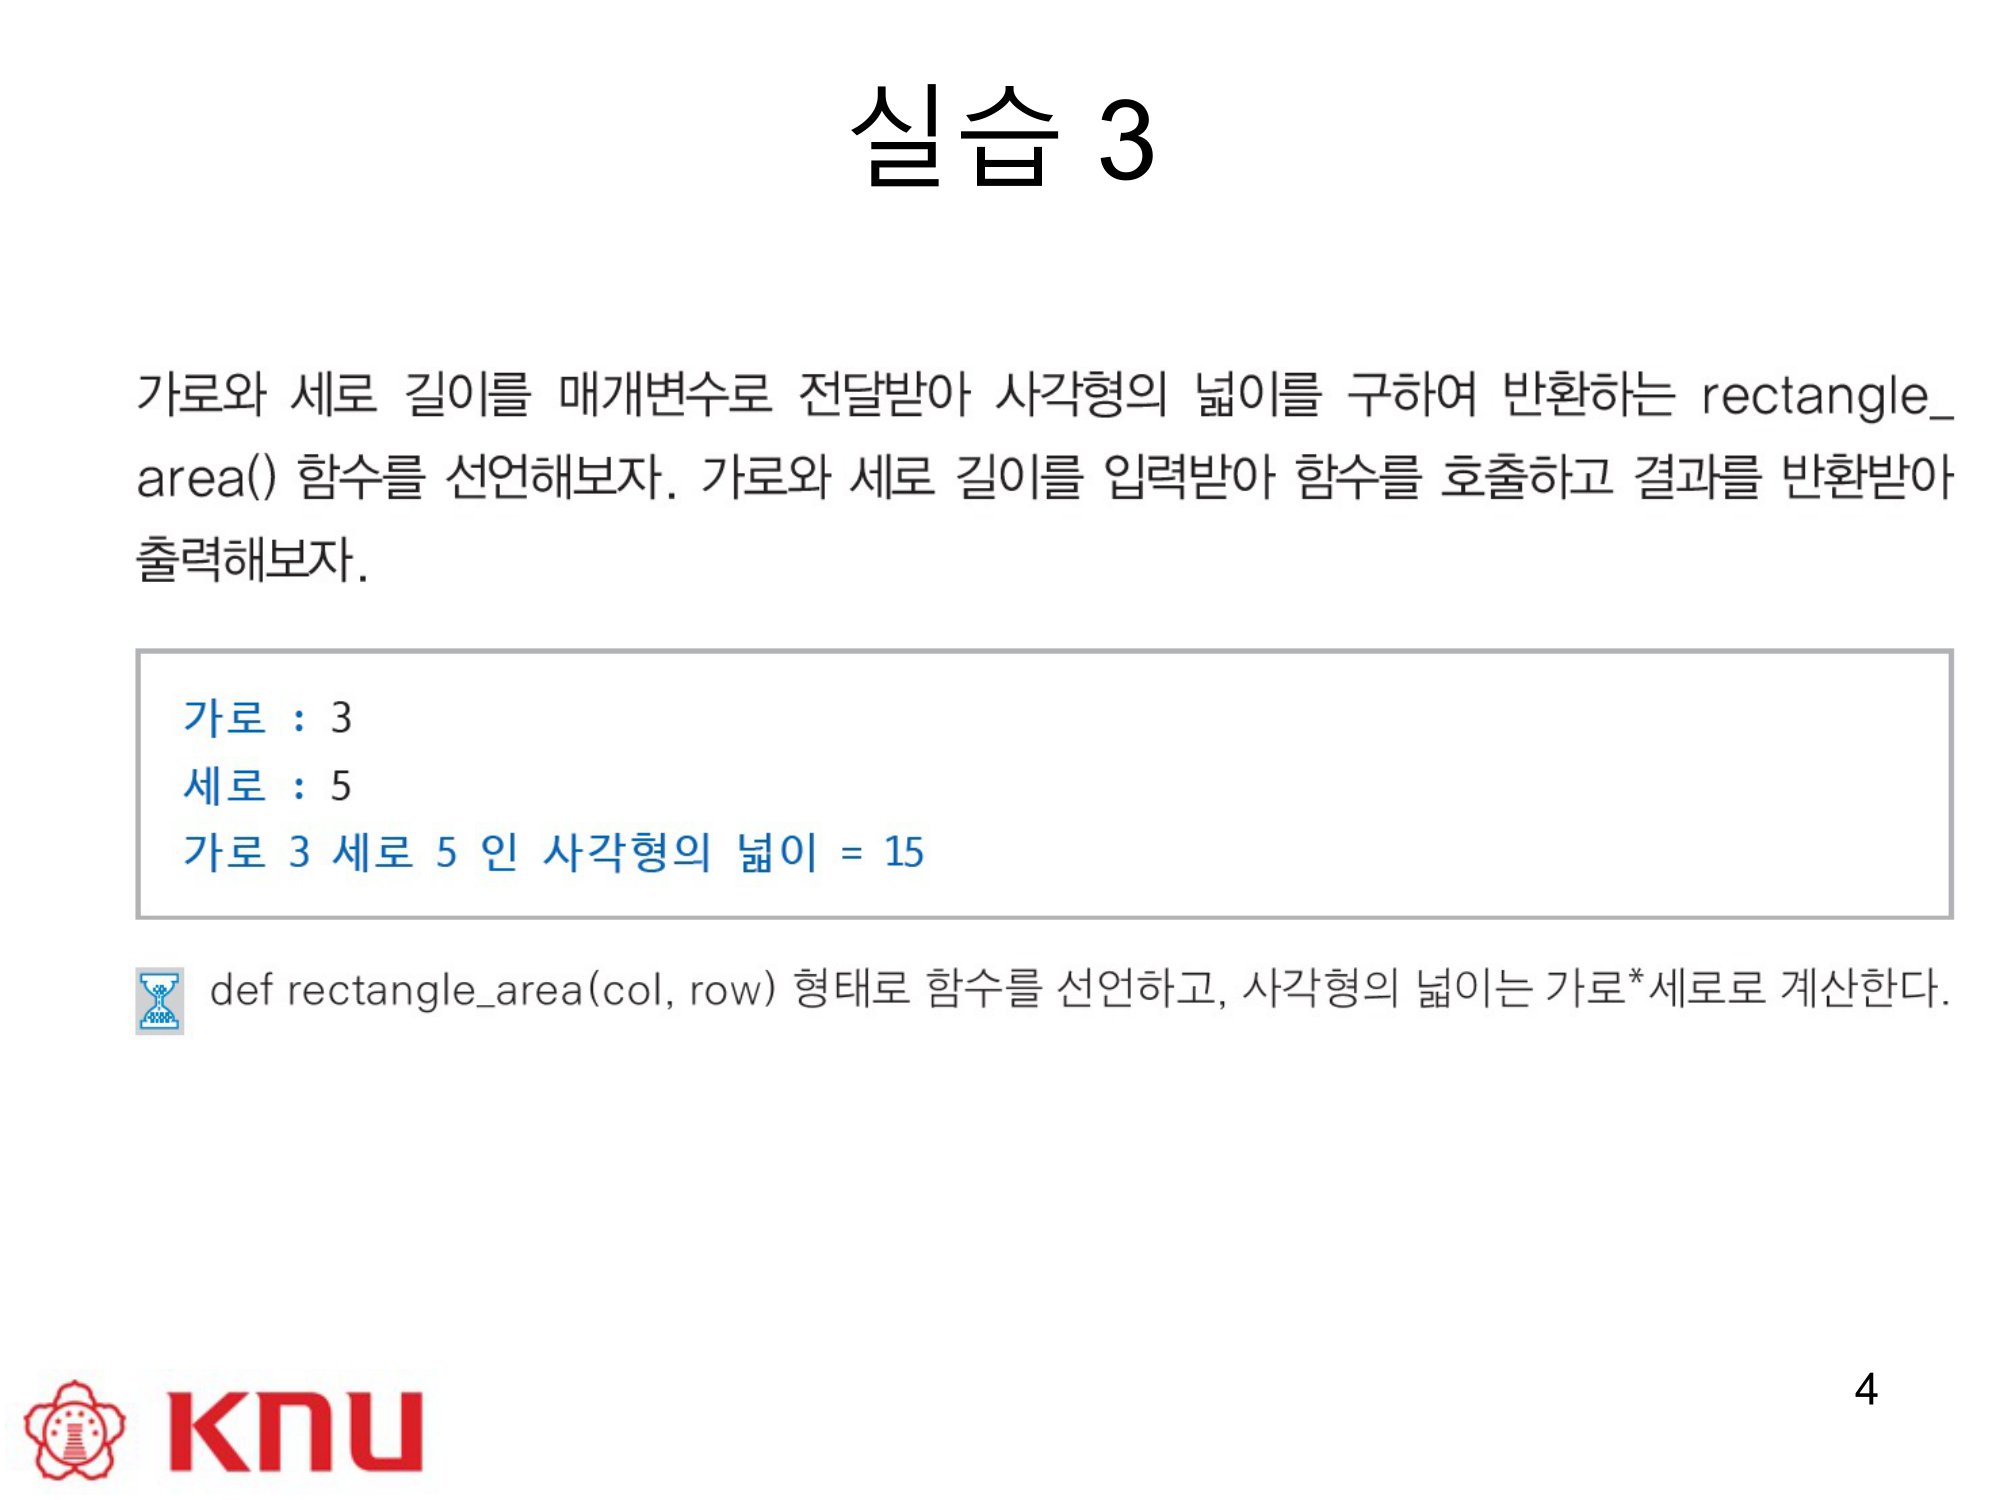 실습 3
가로와 세로 길이를 매개변수로 전달받아 사각형의 넓이를 구하여 반환하는 rectangle_
area() 함수를 선언해보자. 가로와 세로 길이를 입력받아 함수를 호출하고 결과를 반환받아
출력해보자.
가로 : 3
세로 : 5
가로 3 세로 5 인 사각형의 넓이 = 15
def rectangle_area(col, row) 형태로 함수를 선언하고, 사각형의 넓이는 가로*세로로 계산한다.
4
KNU